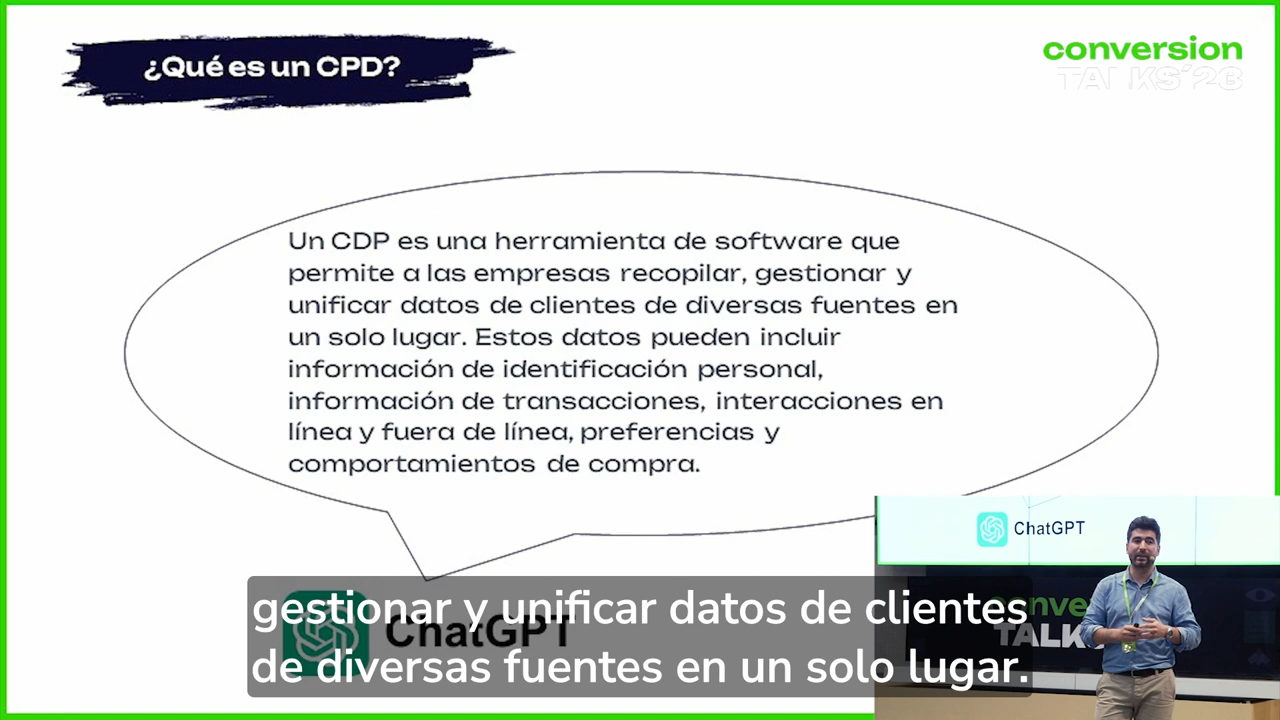 ¿Qué es un CPD?
conversion
TALKS'23
Un CDP es una herramienta de software que
permite a las empresas recopilar, gestionar y
unificar datos de clientes de diversas fuentes en
un solo lugar. Estos datos pueden incluir
información de identificación personal,
información de transacciones, interacciones en
línea y fuera de línea, preferencias y
comportamientos de compra.
ChatGPT
ChatGPT
gestionar y unificar datos de clientes
de diversas fuentes en un solo lugar.